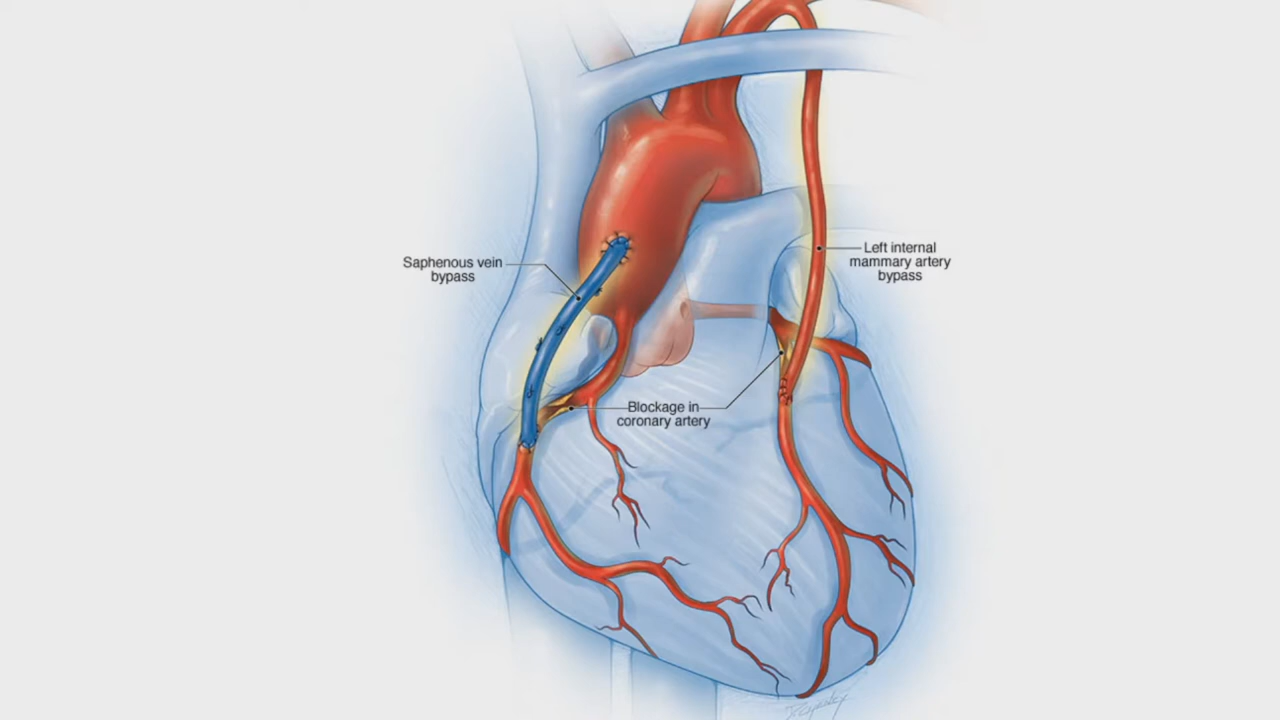 Saphenous vein
bypass
Left internal
mammary artery
bypass
Blockage in
coronary artery